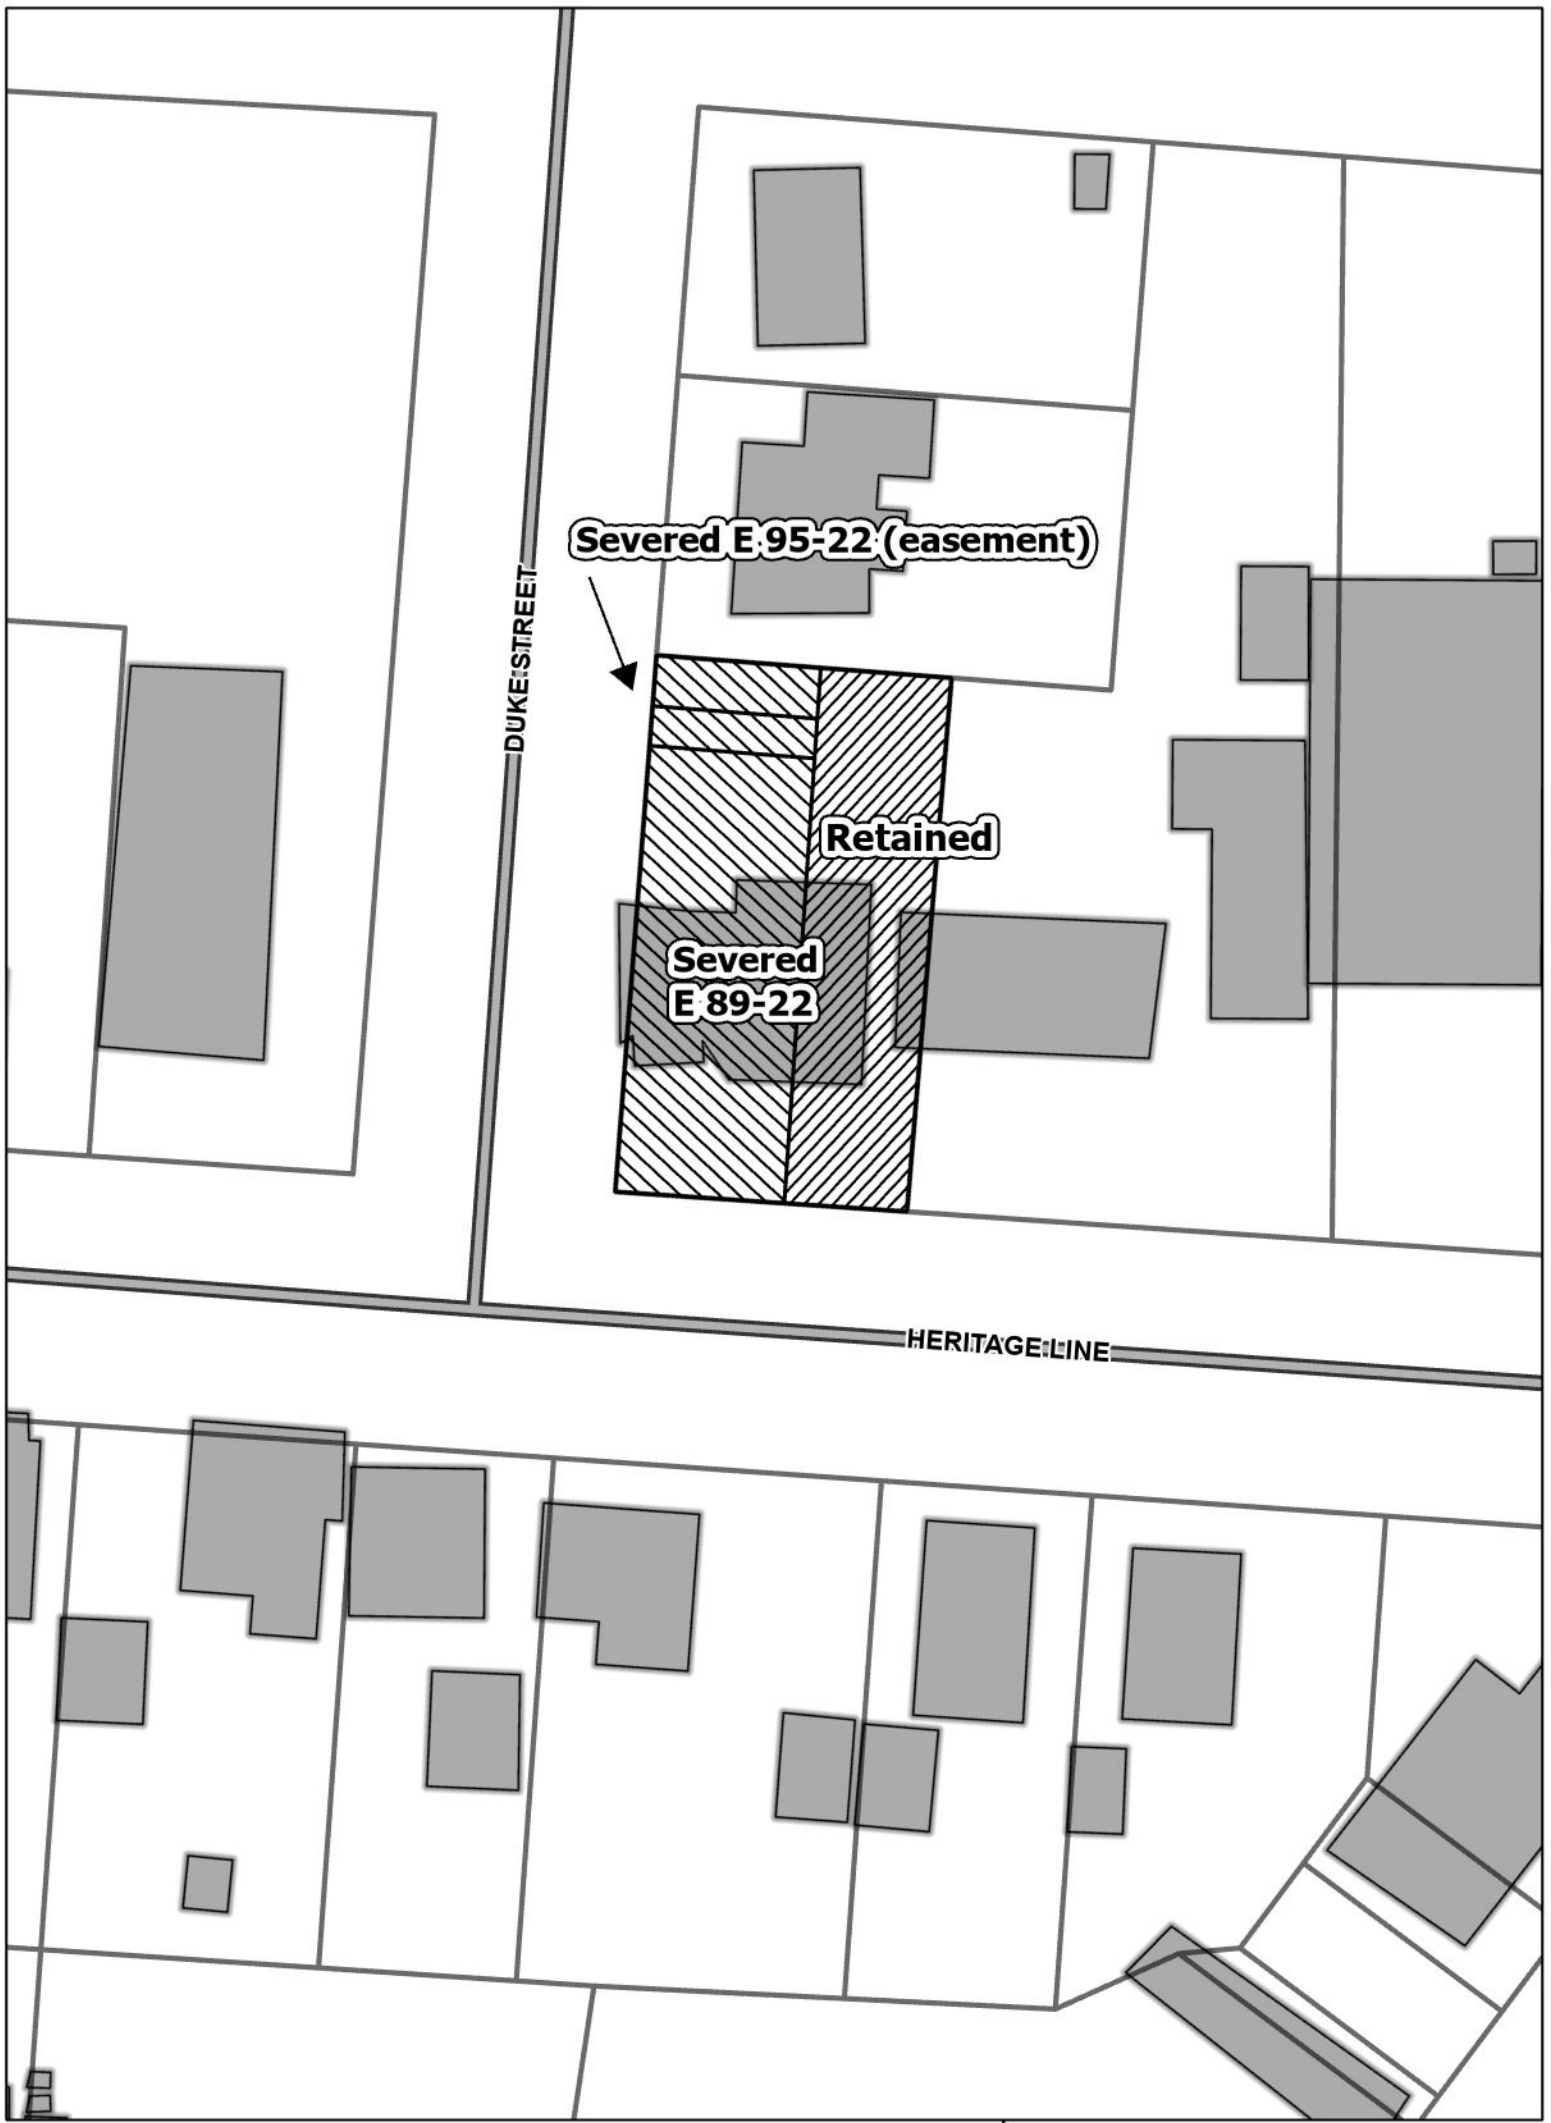 Severed E 95-22 (easement)
DUKE STREET
Retained
Severed
E 89-22
HERITAGE LINE